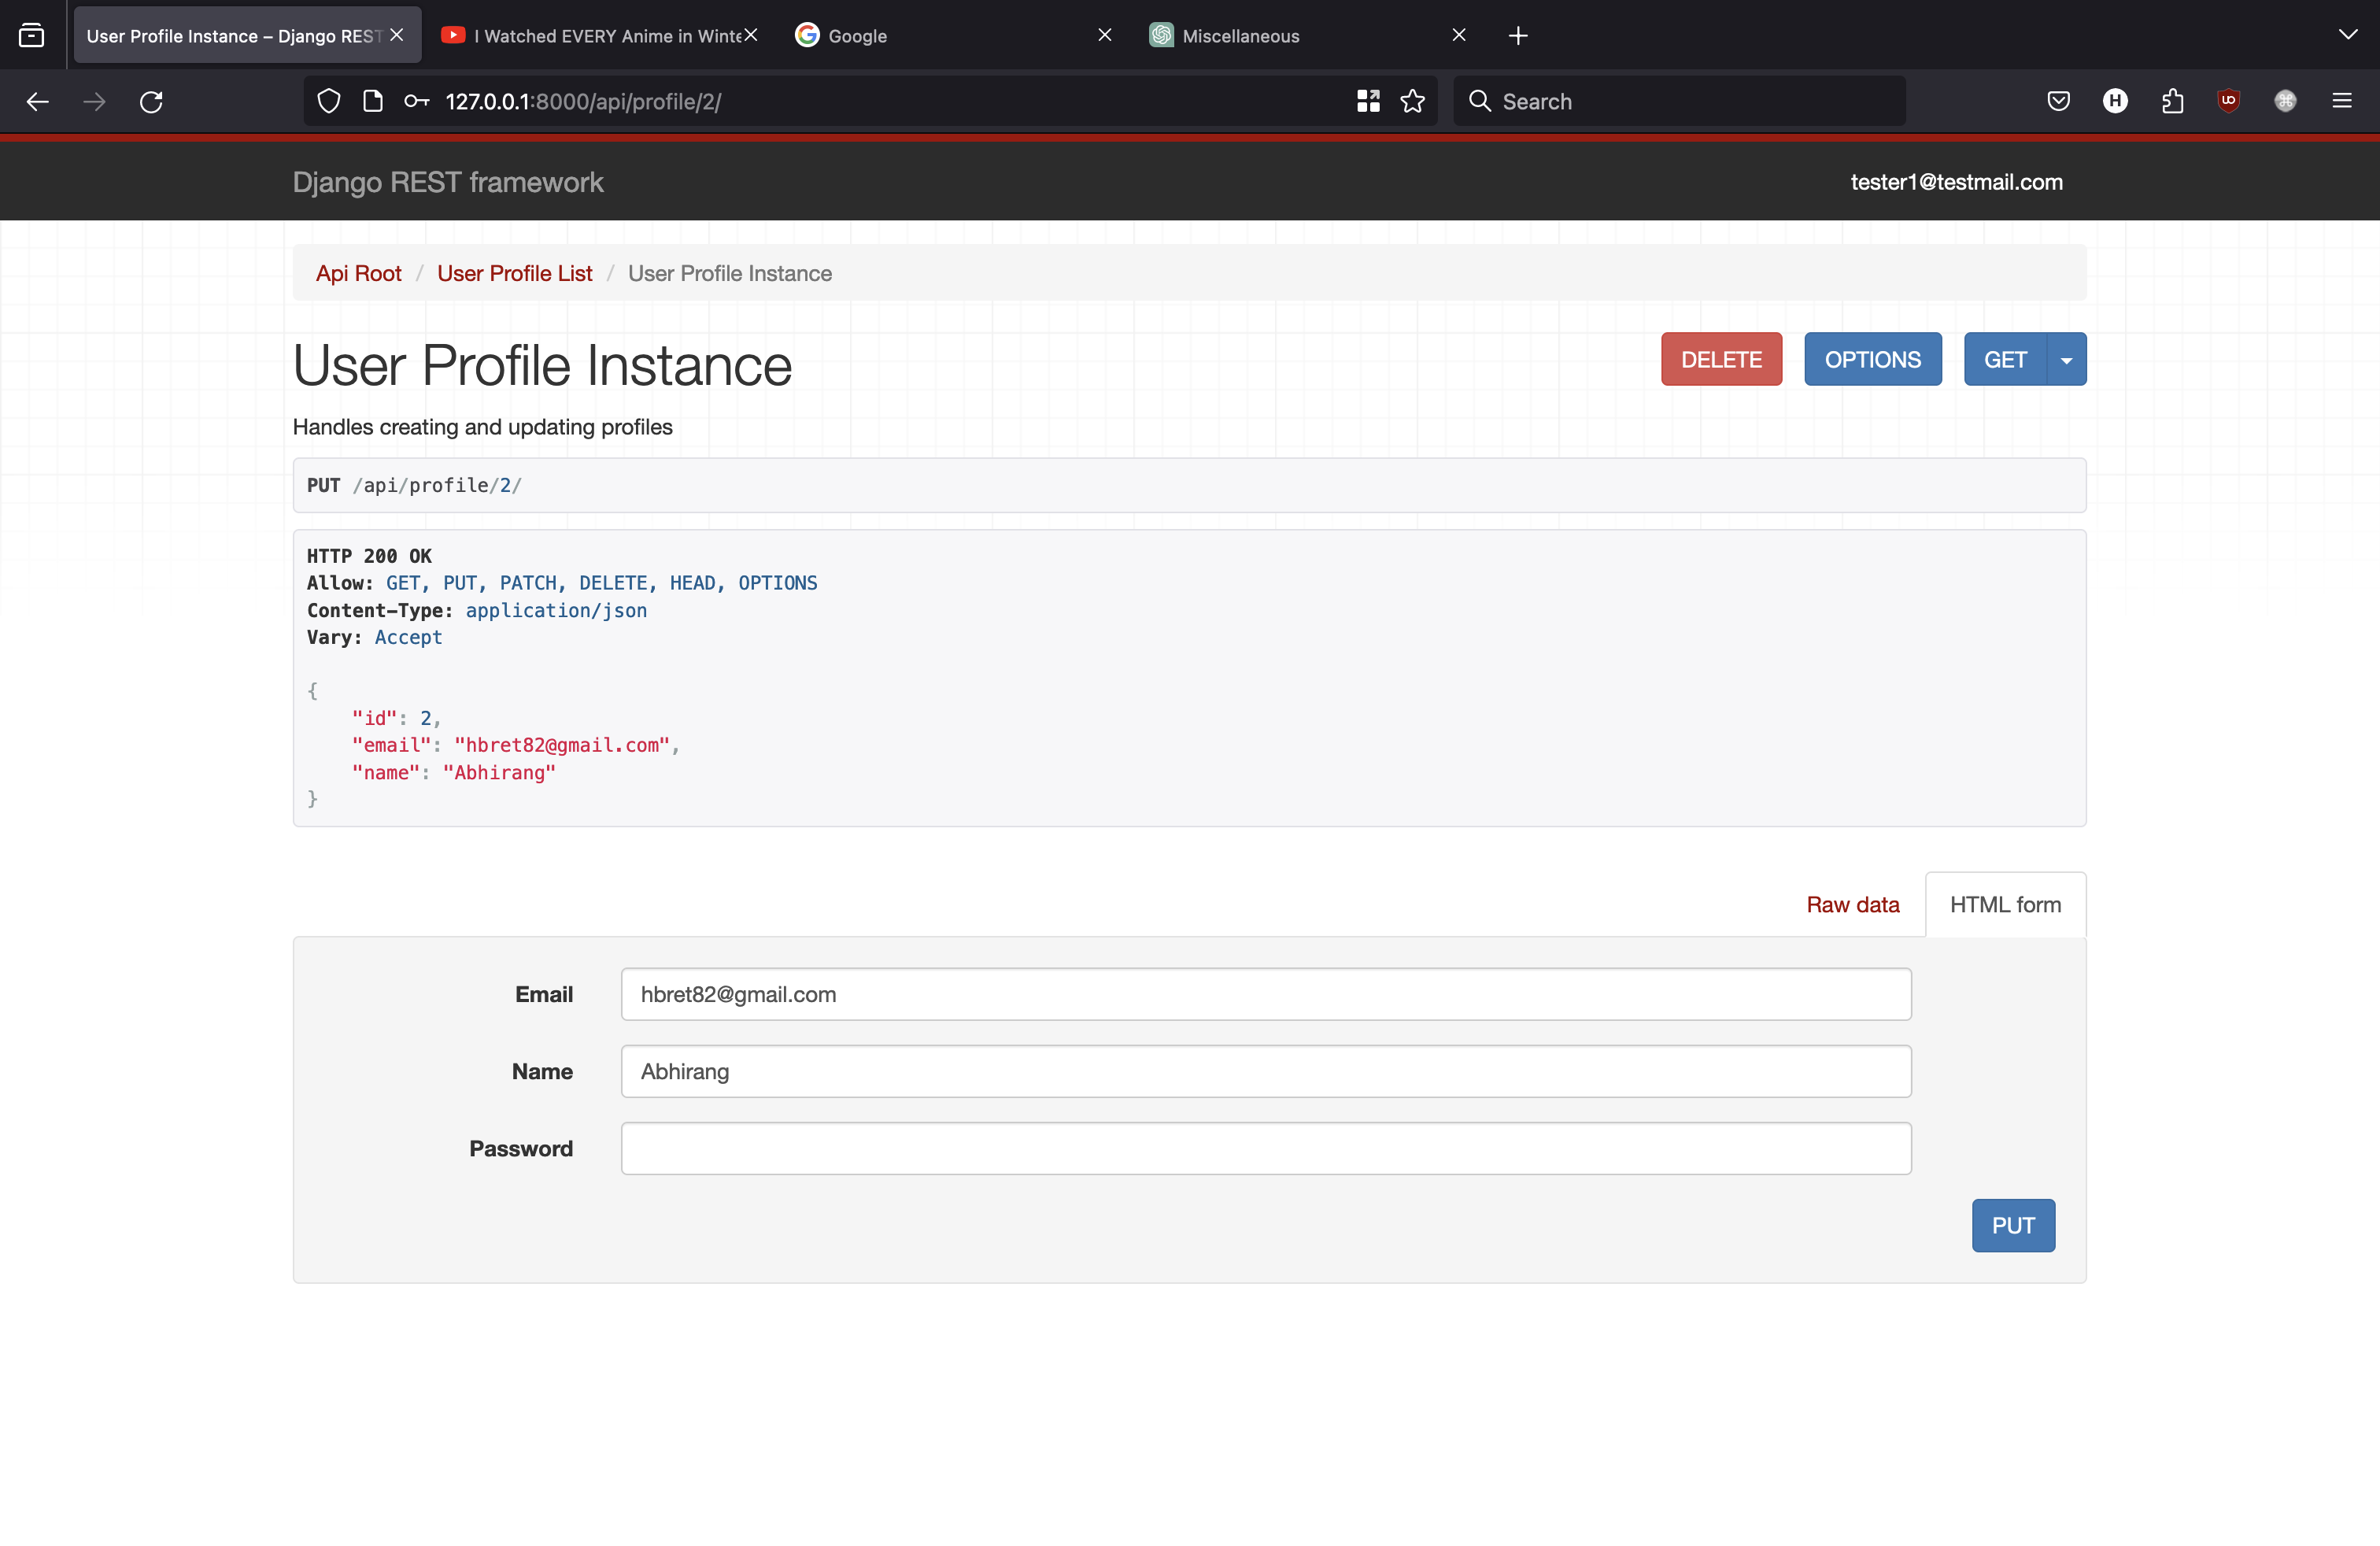 User Profile Instance – Django REST
I Watched EVERY Anime in Winte
Google
Miscellaneous
127.0.0.1:8000/api/profile/2/
Search
Django REST framework
tester1@testmail.com
Api Root / User Profile List / User Profile Instance
User Profile Instance
DELETE
OPTIONS
GET
Handles creating and updating profiles
PUT /api/profile/2/
HTTP 200 OK
Allow: GET, PUT, PATCH, DELETE, HEAD, OPTIONS
Content-Type: application/json
Vary: Accept
{
"id": 2,
"email": "hbret82@gmail.com",
"name": "Abhirang"
}
Raw data
HTML form
Email
hbret82@gmail.com
Name
Abhirang
Password
PUT